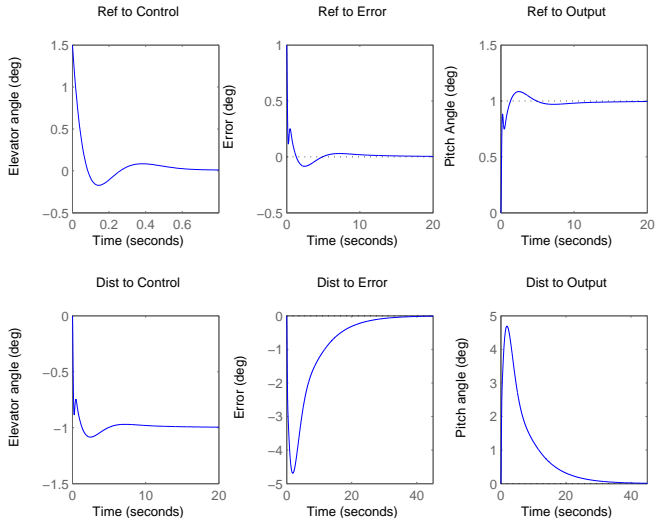 Ref to Control
Elevator angle (deg)
1.5
1
0.5
0
−0.5
0
0.2
0.4
0.6
Time (seconds)
Ref to Error
Error (deg)
1
0.5
0
−0.5
0
5
10
15
20
Time (seconds)
Ref to Output
Pitch Angle (deg)
1.5
1
0.5
0
0
5
10
15
20
Time (seconds)
Dist to Control
Elevator angle (deg)
0
−0.5
−1
−1.5
0
10
20
Time (seconds)
Dist to Error
Error (deg)
0
−1
−2
−3
−4
−5
0
20
40
Time (seconds)
Dist to Output
Pitch angle (deg)
5
4
3
2
1
0
0
20
40
Time (seconds)